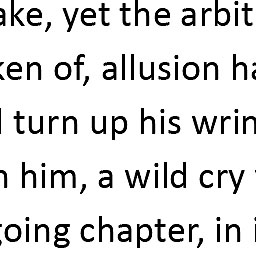 ake, yet the arbit
ken of, allusion ha
turn up his wrin
him, a wild cry
going chapter, in i